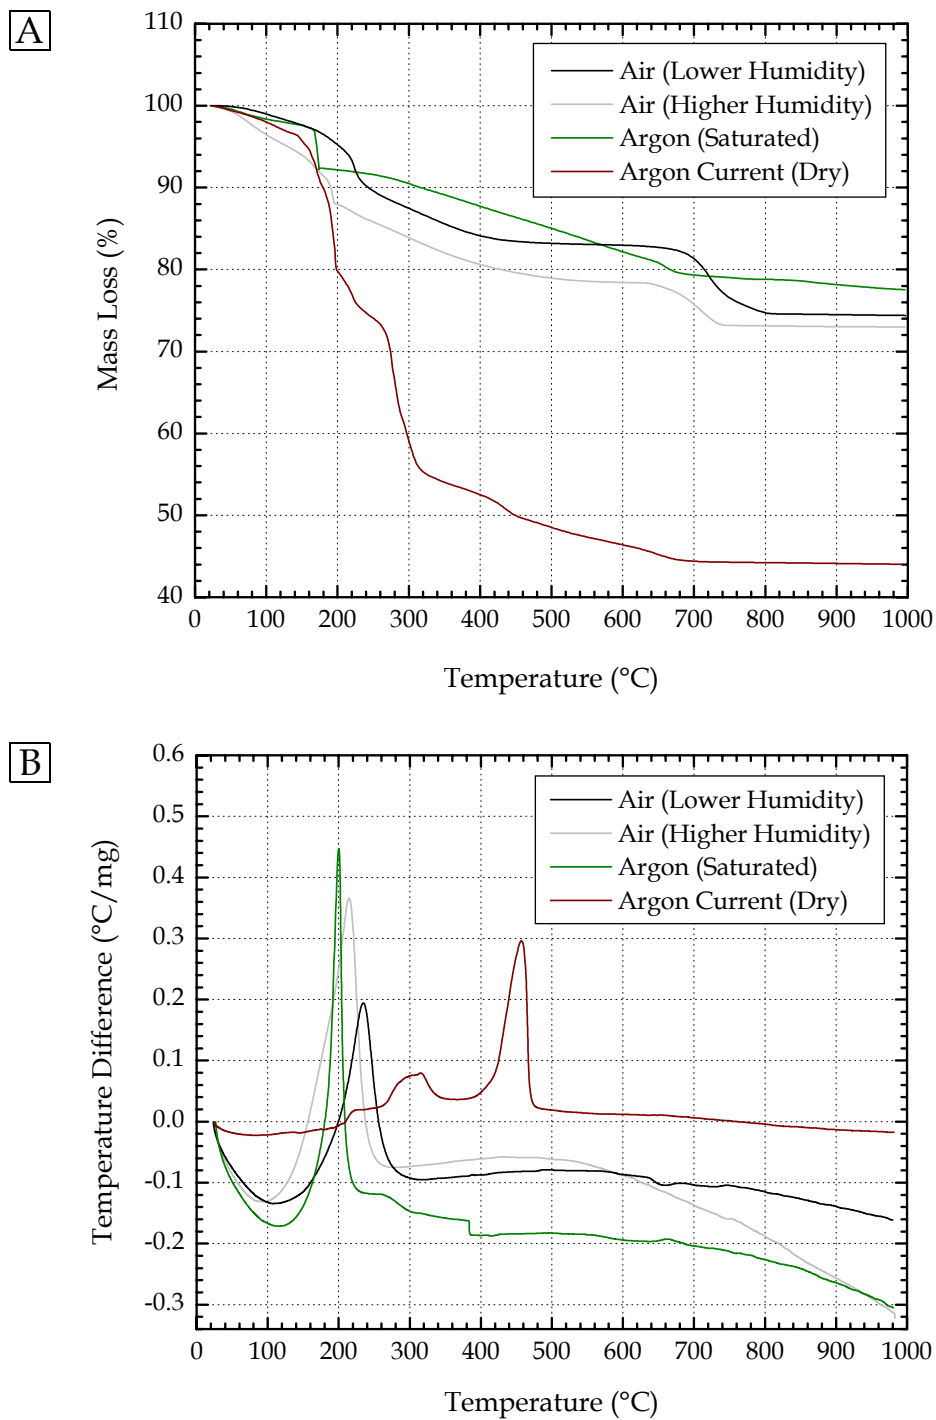 A
110
100
90
80
70
60
50
40
Mass Loss (%)
Air (Lower Humidity)
Air (Higher Humidity)
Argon (Saturated)
Argon Current (Dry)
0 100 200 300 400 500 600 700 800 900 1000
Temperature (°C)
B
0.6
0.5
0.4
0.3
0.2
0.1
0.0
-0.1
-0.2
-0.3
Temperature Difference (°C/mg)
Air (Lower Humidity)
Air (Higher Humidity)
Argon (Saturated)
Argon Current (Dry)
0 100 200 300 400 500 600 700 800 900 1000
Temperature (°C)